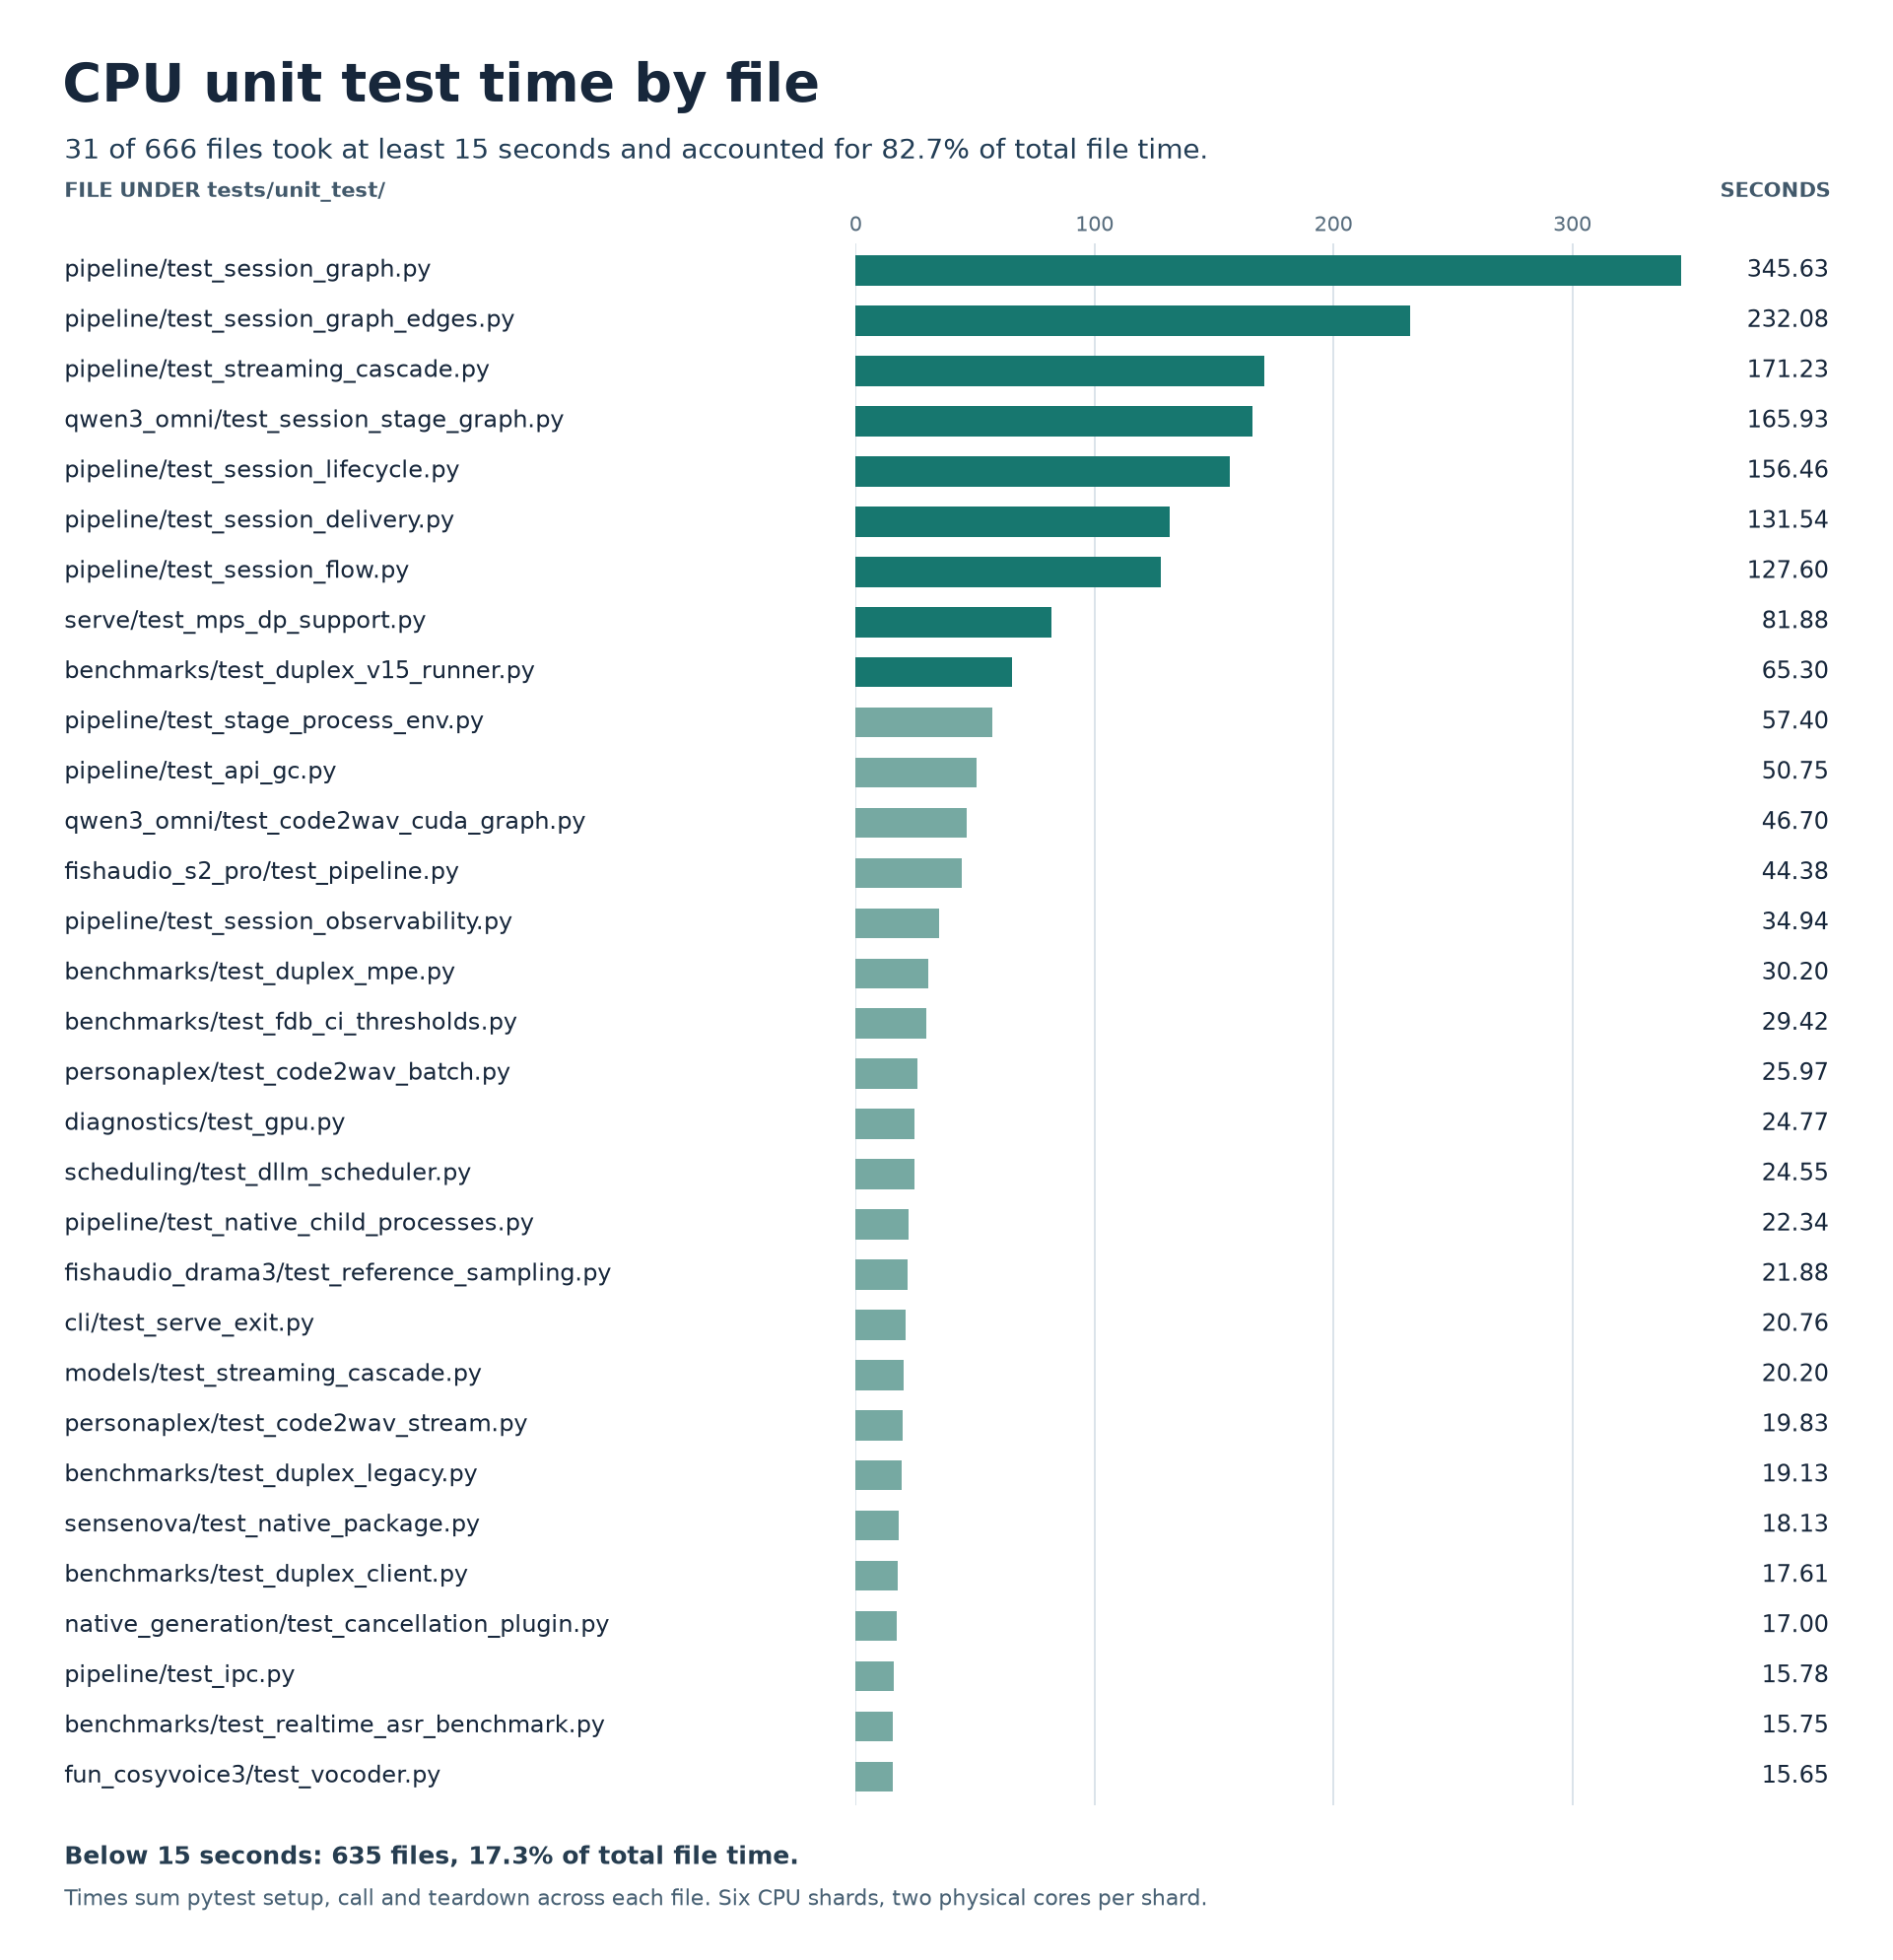 CPU unit test time by file
31 of 666 files took at least 15 seconds and accounted for 82.7% of total file time.
FILE UNDER tests/unit_test/ SECONDS
0 100 200 300
pipeline/test_session_graph.py 345.63
pipeline/test_session_graph_edges.py 232.08
pipeline/test_streaming_cascade.py 171.23
qwen3_omni/test_session_stage_graph.py 165.93
pipeline/test_session_lifecycle.py 156.46
pipeline/test_session_delivery.py 131.54
pipeline/test_session_flow.py 127.60
serve/test_mps_dp_support.py 81.88
benchmarks/test_duplex_v15_runner.py 65.30
pipeline/test_stage_process_env.py 57.40
pipeline/test_api_gc.py 50.75
qwen3_omni/test_code2wav_cuda_graph.py 46.70
fishaudio_s2_pro/test_pipeline.py 44.38
pipeline/test_session_observability.py 34.94
benchmarks/test_duplex_mpe.py 30.20
benchmarks/test_fdb_ci_thresholds.py 29.42
personaplex/test_code2wav_batch.py 25.97
diagnostics/test_gpu.py 24.77
scheduling/test_dllm_scheduler.py 24.55
pipeline/test_native_child_processes.py 22.34
fishaudio_drama3/test_reference_sampling.py 21.88
cli/test_serve_exit.py 20.76
models/test_streaming_cascade.py 20.20
personaplex/test_code2wav_stream.py 19.83
benchmarks/test_duplex_legacy.py 19.13
sensenova/test_native_package.py 18.13
benchmarks/test_duplex_client.py 17.61
native_generation/test_cancellation_plugin.py 17.00
pipeline/test_ipc.py 15.78
benchmarks/test_realtime_asr_benchmark.py 15.75
fun_cosyvoice3/test_vocoder.py 15.65
Below 15 seconds: 635 files, 17.3% of total file time.
Times sum pytest setup, call and teardown across each file. Six CPU shards, two physical cores per shard.